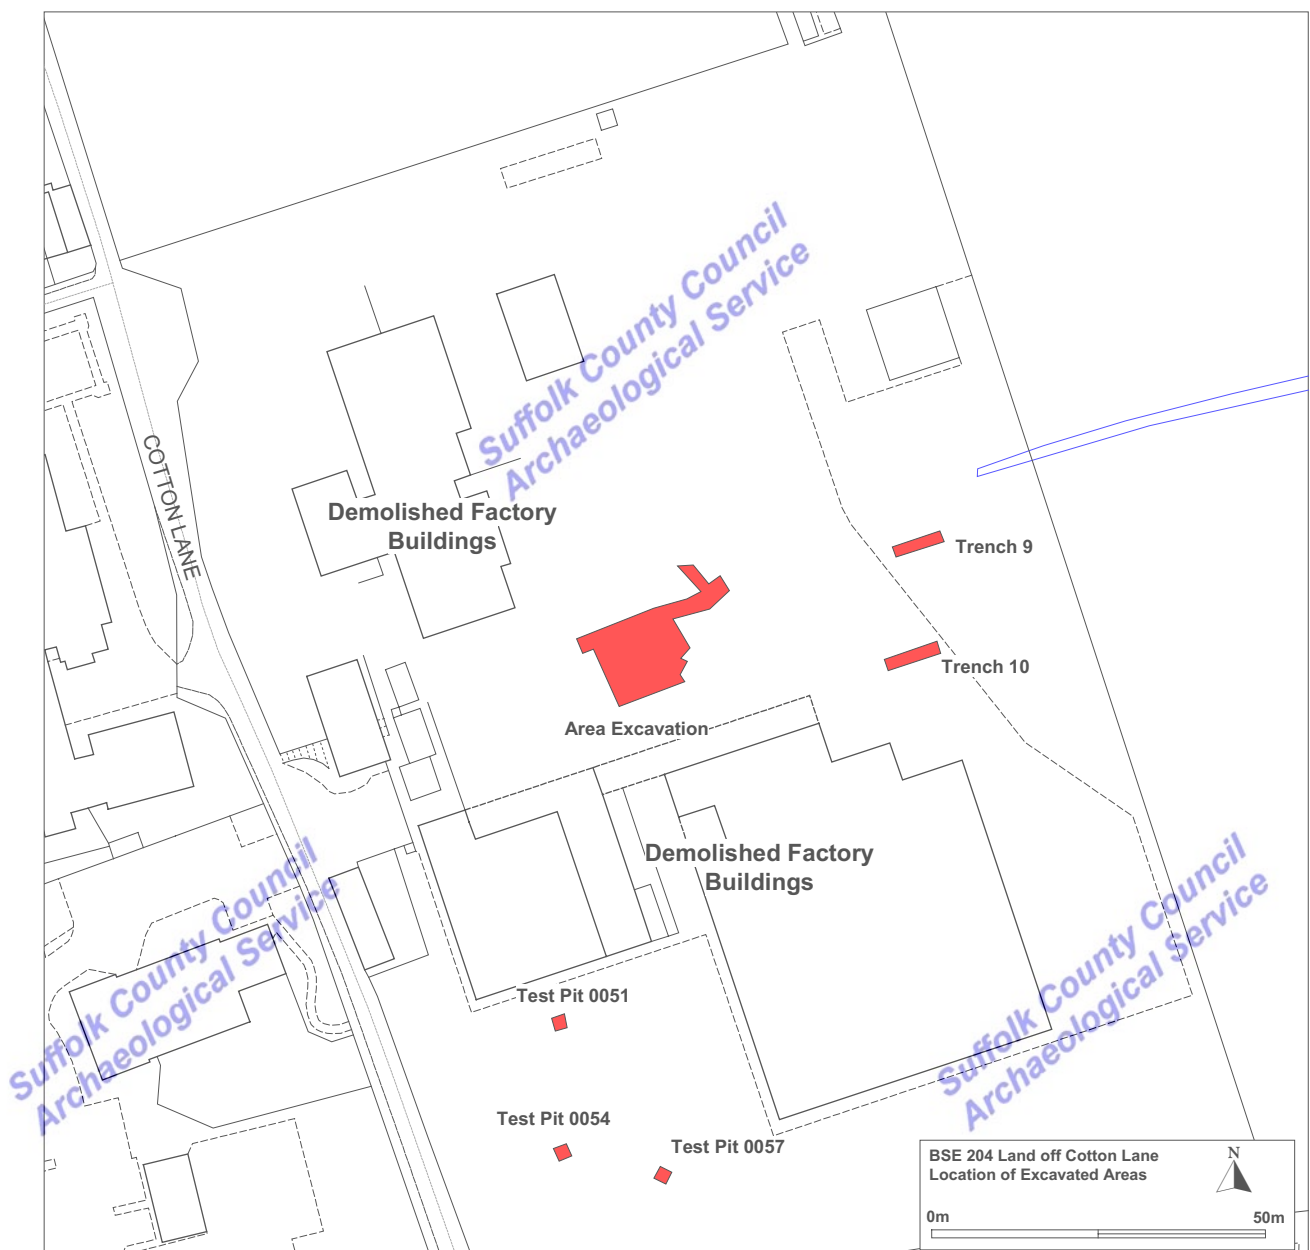 Suffolk County Council
Archaeological Service
COTTON LANE
Demolished Factory
Buildings
Trench 9
Trench 10
Area Excavation
Demolished Factory
Buildings
Suffolk County Council
Archaeological Service
Suffolk County Council
Archaeological Service
Test Pit 0051
Test Pit 0054
Test Pit 0057
BSE 204 Land off Cotton Lane
Location of Excavated Areas
N
0m
50m